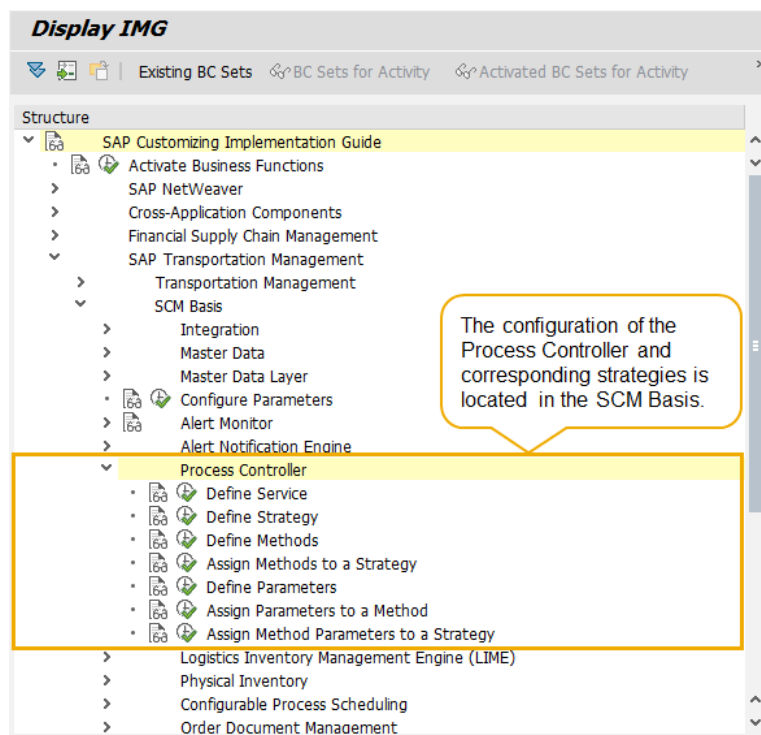 Display IMG
Existing BC Sets BC Sets for Activity Activated BC Sets for Activity
Structure
SAP Customizing Implementation Guide
Activate Business Functions
SAP NetWeaver
Cross-Application Components
Financial Supply Chain Management
SAP Transportation Management
Transportation Management
SCM Basis
Integration
Master Data
Master Data Layer
Configure Parameters
Alert Monitor
Alert Notification Engine
The configuration of the
Process Controller and
corresponding strategies is
located in the SCM Basis.
Process Controller
Define Service
Define Strategy
Define Methods
Assign Methods to a Strategy
Define Parameters
Assign Parameters to a Method
Assign Method Parameters to a Strategy
Logistics Inventory Management Engine (LIME)
Physical Inventory
Configurable Process Scheduling
Order Document Management